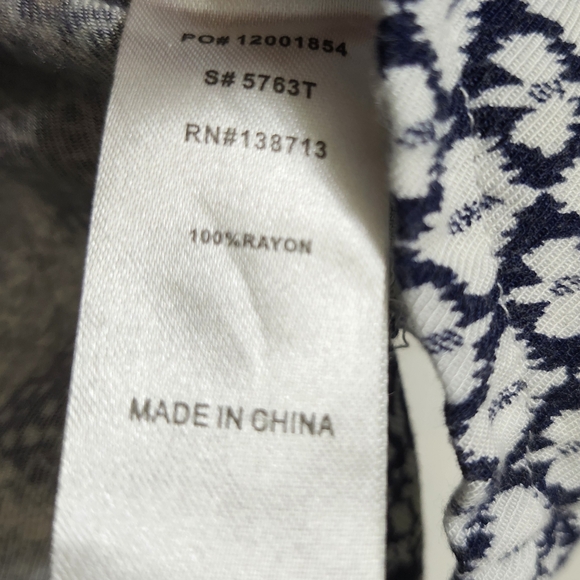 PO# 12001854
S# 5763T
RN#138713
100%RAYON
MADE IN CHINA